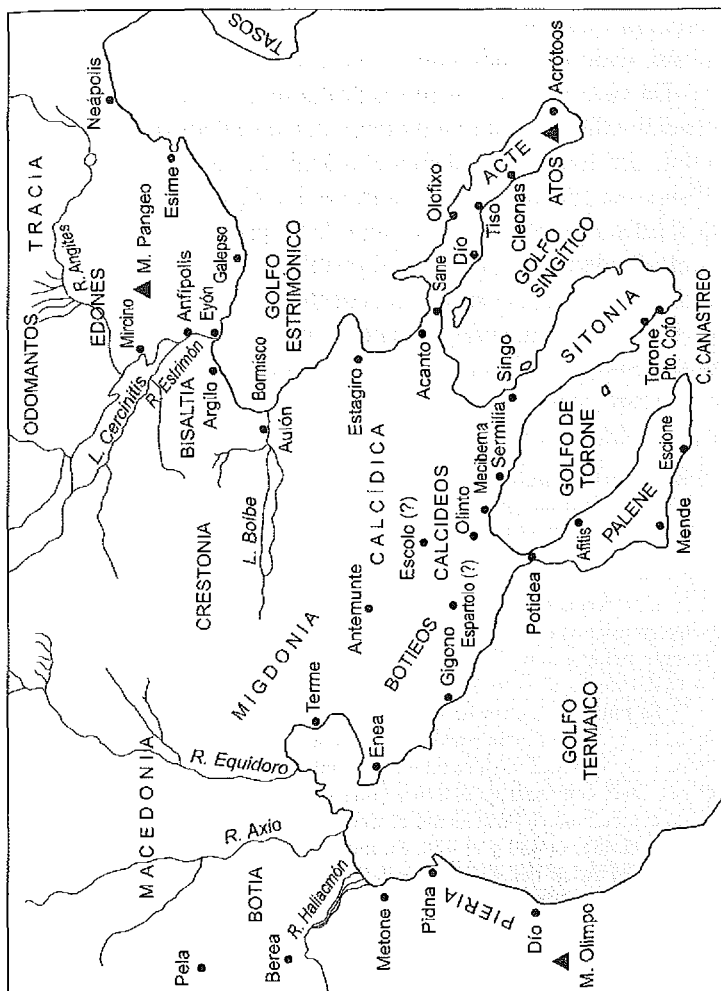 TRACIA
ODOMANTOS
R. Angites
Neápolis
EDONES
M. Pangeo
TASOS
Mircino
Esime
L. Cercinitis
Anfípolis
R. Estrimón
Eyón
Galepso
BISALTIA
Argilo
GOLFO
ESTRIMÓNICO
Bormisco
Aulón
CRESTONIA
L. Bolbe
MACEDONIA
MIGDONIA
R. Equidoro
R. Axio
Pela
BOTIA
Berea
R. Haliacmón
Terme
Antemunte
CALCÍDICA
Estagiro
Acanto
Sane
Olofixo
Dío
Tiso
ACTE
Cleonas
Acrótoos
ATOS
GOLFO
SINGÍTICO
Enea
BOTIEOS
Escolo (?)
CALCIDEOS
Gigono
Espartolo (?)
Olinto
Mecibema
Sermilia
Singo
SITONIA
Metone
Pidna
PIERIA
Potidea
GOLFO DE
TORONE
Torone
Pto. Cofo
Afitis
PALENE
Escione
Mende
C. CANASTREO
Dío
M. Olimpo
GOLFO
TERMAICO